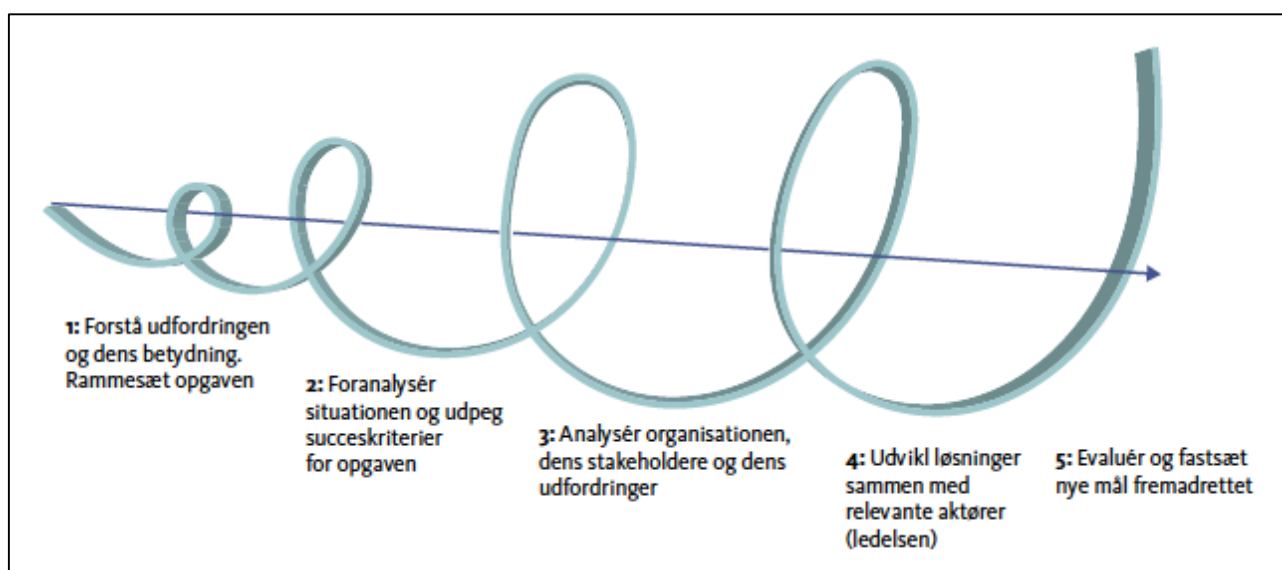 1: Forstå udfordringen
og dens betydning.
Rammesæt opgaven
2: Foranalysér
situationen og udpeg
succeskriterier
for opgaven
3: Analysér organisationen,
dens stakeholdere og dens
udfordringer
4: Udvikl løsninger
sammen med
relevante aktører
(ledelsen)
5: Evaluér og fastsæt
nye mål fremadrettet